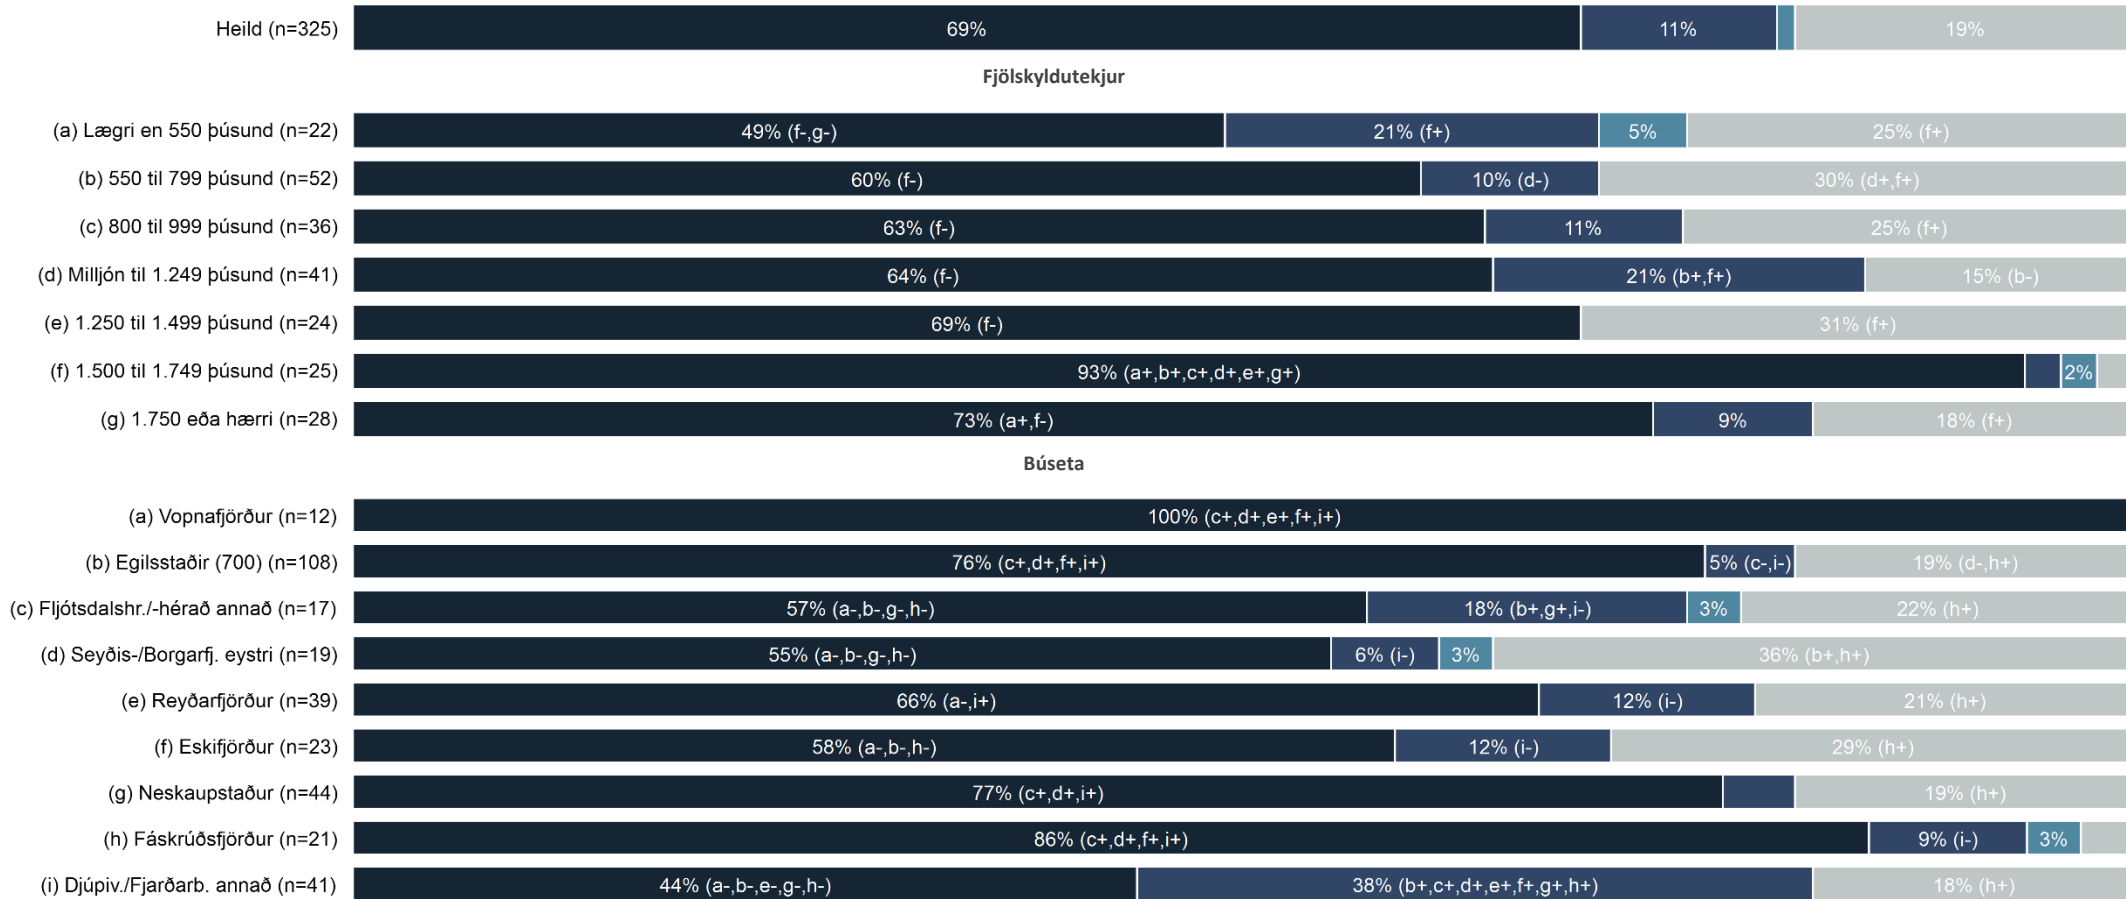 Heild (n=325) 69% 11% 19%
Fjölskyldutekjur
(a) Lægri en 550 þúsund (n=22) 49% (f-,g-) 21% (f+) 5% 25% (f+)
(b) 550 til 799 þúsund (n=52) 60% (f-) 10% (d-) 30% (d+,f+)
(c) 800 til 999 þúsund (n=36) 63% (f-) 11% 25% (f+)
(d) Milljón til 1.249 þúsund (n=41) 64% (f-) 21% (b+,f+) 15% (b-)
(e) 1.250 til 1.499 þúsund (n=24) 69% (f-) 31% (f+)
(f) 1.500 til 1.749 þúsund (n=25) 93% (a+,b+,c+,d+,e+,g+) 2%
(g) 1.750 eða hærri (n=28) 73% (a+,f-) 9% 18% (f+)
Búseta
(a) Vopnafjörður (n=12) 100% (c+,d+,e+,f+,i+)
(b) Egilsstaðir (700) (n=108) 76% (c+,d+,f+,i+) 5% (c-,i-) 19% (d-,h+)
(c) Fljótsdalshr./-hérað annað (n=17) 57% (a-,b-,g-,h-) 18% (b+,g+,i-) 3% 22% (h+)
(d) Seyðis-/Borgarfj. eystri (n=19) 55% (a-,b-,g-,h-) 6% (i-) 3% 36% (b+,h+)
(e) Reyðarfjörður (n=39) 66% (a-,i+) 12% (i-) 21% (h+)
(f) Eskifjörður (n=23) 58% (a-,b-,h-) 12% (i-) 29% (h+)
(g) Neskaupstaður (n=44) 77% (c+,d+,i+) 19% (h+)
(h) Fáskrúðsfjörður (n=21) 86% (c+,d+,f+,i+) 9% (i-) 3%
(i) Djúpiv./Fjarðarb. annað (n=41) 44% (a-,b-,e-,g-,h-) 38% (b+,c+,d+,e+,f+,g+,h+) 18% (h+)